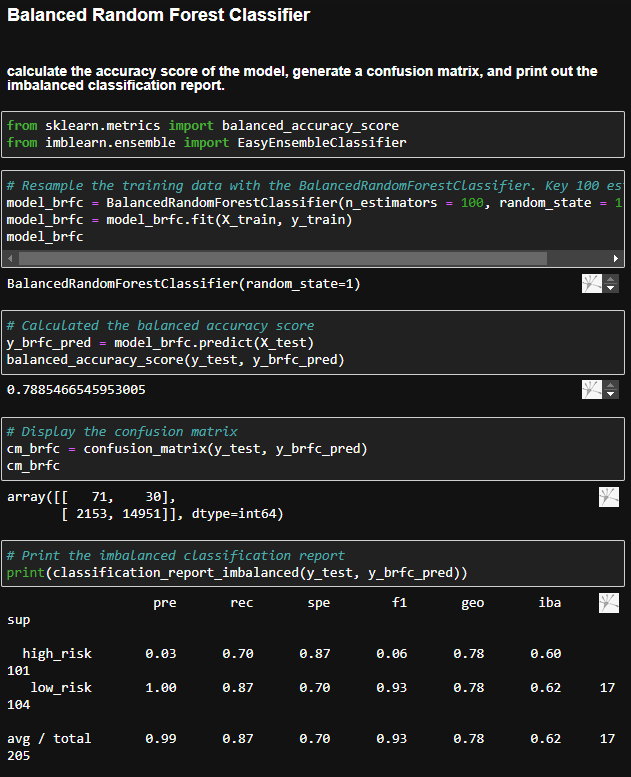 Balanced Random Forest Classifier
calculate the accuracy score of the model, generate a confusion matrix, and print out the
imbalanced classification report.
from sklearn.metrics import balanced_accuracy_score
from imblearn.ensemble import EasyEnsembleClassifier
# Resample the training data with the BalancedRandomForestClassifier. Key 100 es
model_brfc = BalancedRandomForestClassifier(n_estimators = 100, random_state = 1
model_brfc = model_brfc.fit(X_train, y_train)
model_brfc
BalancedRandomForestClassifier(random_state=1)
# Calculated the balanced accuracy score
y_brfc_pred = model_brfc.predict(X_test)
balanced_accuracy_score(y_test, y_brfc_pred)
0.7885466545953005
# Display the confusion matrix
cm_brfc = confusion_matrix(y_test, y_brfc_pred)
cm_brfc
array([[   71,    30],
       [ 2153, 14951]], dtype=int64)
# Print the imbalanced classification report
print(classification_report_imbalanced(y_test, y_brfc_pred))
pre rec spe f1 geo iba
sup
high_risk 0.03 0.70 0.87 0.06 0.78 0.60
101
low_risk 1.00 0.87 0.70 0.93 0.78 0.62 17
104
avg / total 0.99 0.87 0.70 0.93 0.78 0.62 17
205